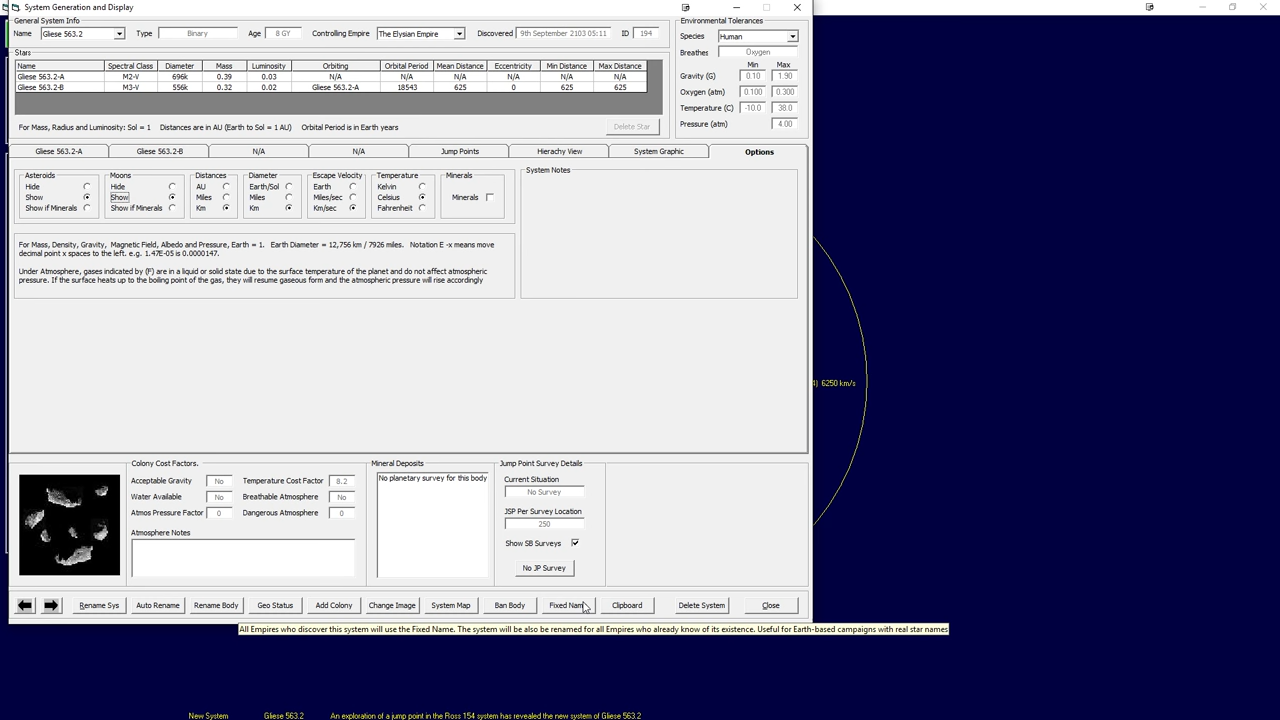 System Generation and Display
General System Info
Name Gliese 563.2 Type Binary Age 8 GY Controlling Empire The Elysian Empire Discovered 9th September 2103 05:11 ID 194
Environmental Tolerances
Species Human
Breathes Oxygen
Min Max
Gravity (G) 0.10 1.90
Oxygen (atm) 0.100 0.300
Temperature (C) -10.0 38.0
Pressure (atm) 4.00
Stars
Name Spectral Class Diameter Mass Luminosity Orbiting Orbital Period Mean Distance Eccentricity Min Distance Max Distance
Gliese 563.2-A M2-V 696k 0.39 0.03 N/A N/A N/A N/A N/A N/A
Gliese 563.2-B M3-V 556k 0.32 0.02 Gliese 563.2-A 18543 625 0 625 625
For Mass, Radius and Luminosity: Sol = 1 Distances are in AU (Earth to Sol = 1 AU) Orbital Period is in Earth years Delete Star
Gliese 563.2-A Gliese 563.2-B N/A N/A Jump Points Hierachy View System Graphic Options
Asteroids Moons Distances Diameter Escape Velocity Temperature Minerals System Notes
Hide Hide AU Earth/Sol Earth Kelvin
Show Show Miles Miles Miles/sec Celsius Minerals
Show if Minerals Show if Minerals Km Km Km/sec Fahrenheit
For Mass, Density, Gravity, Magnetic Field, Albedo and Pressure, Earth = 1. Earth Diameter = 12,756 km / 7926 miles. Notation E -x means move
decimal point x spaces to the left. e.g. 1.47E-05 is 0.0000147.
Under Atmosphere, gases indicated by (F) are in a liquid or solid state due to the surface temperature of the planet and do not affect atmospheric
pressure. If the surface heats up to the boiling point of the gas, they will resume gaseous form and the atmospheric pressure will rise accordingly
4) 6250 km/s
Colony Cost Factors.
Acceptable Gravity No Temperature Cost Factor 8.2
Water Available No Breathable Atmosphere No
Atmos Pressure Factor 0 Dangerous Atmosphere 0
Atmosphere Notes
Mineral Deposits
No planetary survey for this body
Jump Point Survey Details
Current Situation
No Survey
JSP Per Survey Location
250
Show SB Surveys
No JP Survey
Rename Sys Auto Rename Rename Body Geo Status Add Colony Change Image System Map Ban Body Fixed Name Clipboard Delete System Close
All Empires who discover this system will use the Fixed Name. The system will be also be renamed for all Empires who already know of its existence. Useful for Earth-based campaigns with real star names
New System Gliese 563.2 An exploration of a jump point in the Ross 154 system has revealed the new system of Gliese 563.2